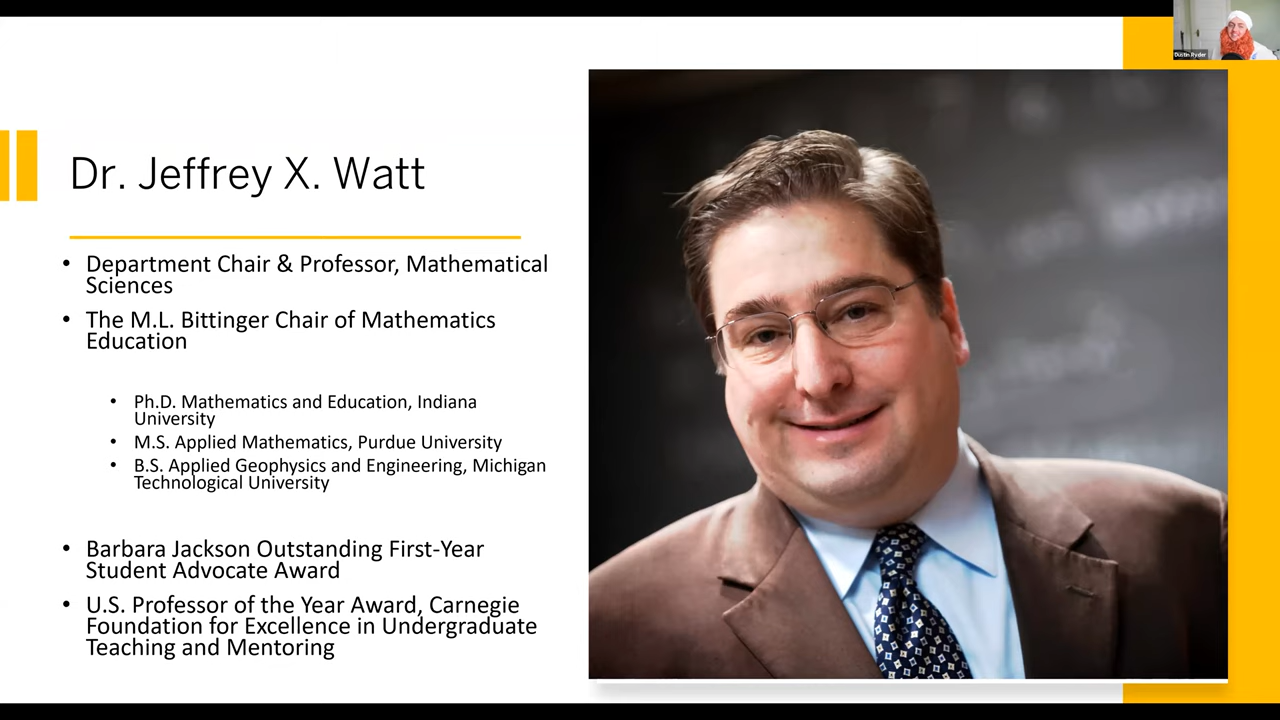 Dustin Ryder
Dr. Jeffrey X. Watt
• Department Chair & Professor, Mathematical
Sciences
• The M.L. Bittinger Chair of Mathematics
Education
• Ph.D. Mathematics and Education, Indiana
University
• M.S. Applied Mathematics, Purdue University
• B.S. Applied Geophysics and Engineering, Michigan
Technological University
• Barbara Jackson Outstanding First-Year
Student Advocate Award
• U.S. Professor of the Year Award, Carnegie
Foundation for Excellence in Undergraduate
Teaching and Mentoring